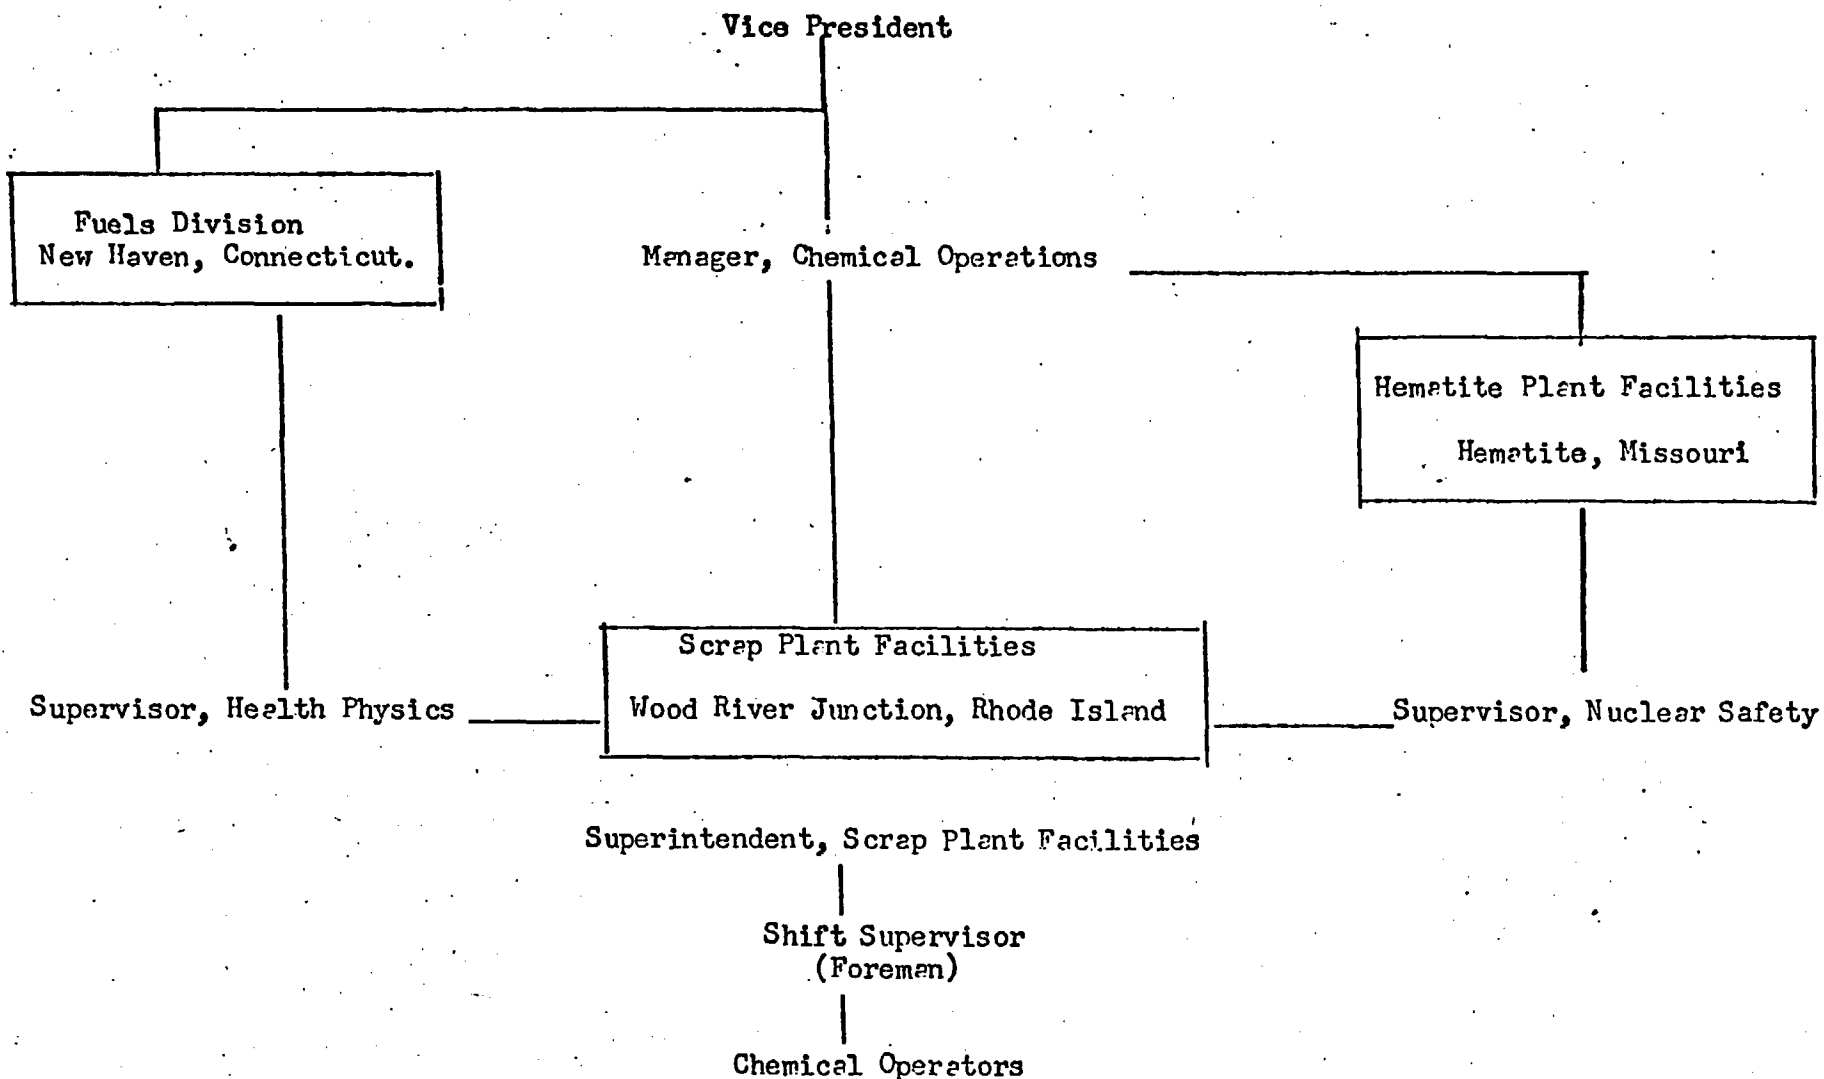 Vice President
Fuels Division
New Haven, Connecticut.
Manager, Chemical Operations
Hematite Plant Facilities
Hematite, Missouri
Scrap Plant Facilities
Wood River Junction, Rhode Island
Supervisor, Health Physics
Supervisor, Nuclear Safety
Superintendent, Scrap Plant Facilities
Shift Supervisor
(Foreman)
Chemical Operators